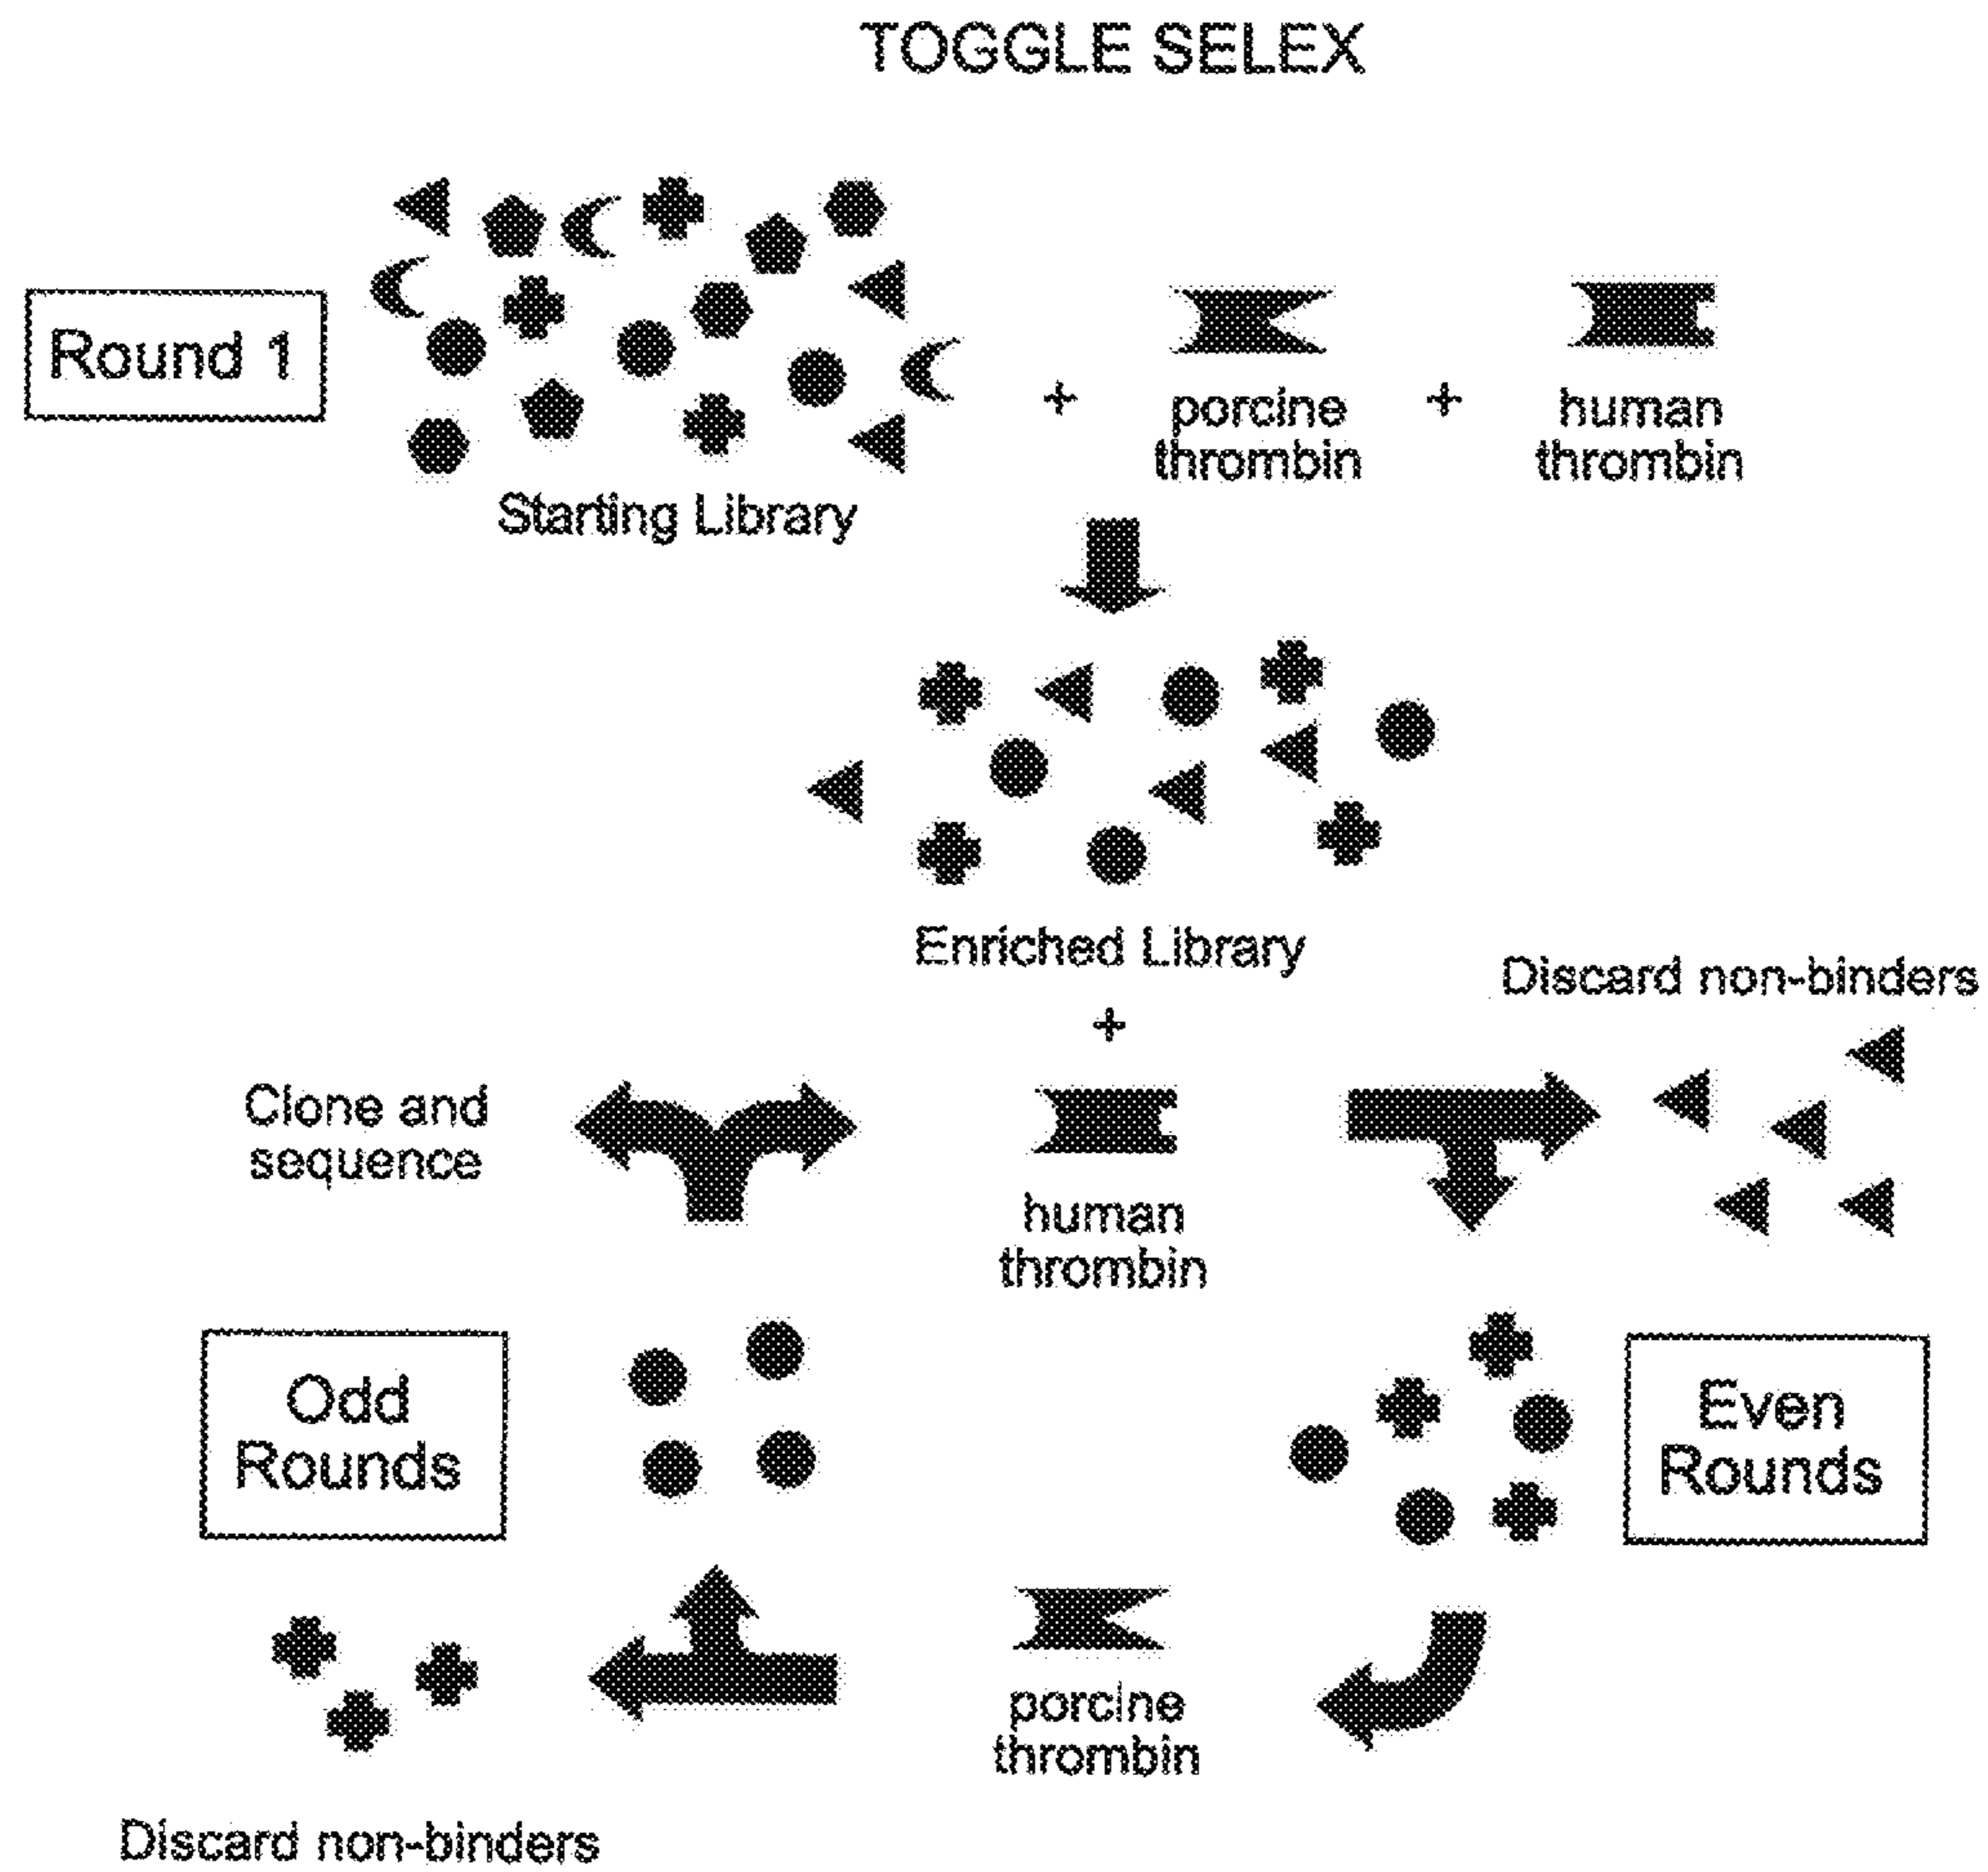 TOGGLE SELEX
Round 1
+
+
porcine
thrombin
human
thrombin
Starting Library
Enriched Library
Discard non-binders
+
Clone and
sequence
human
thrombin
Odd
Rounds
Even
Rounds
porcine
thrombin
Discard non-binders